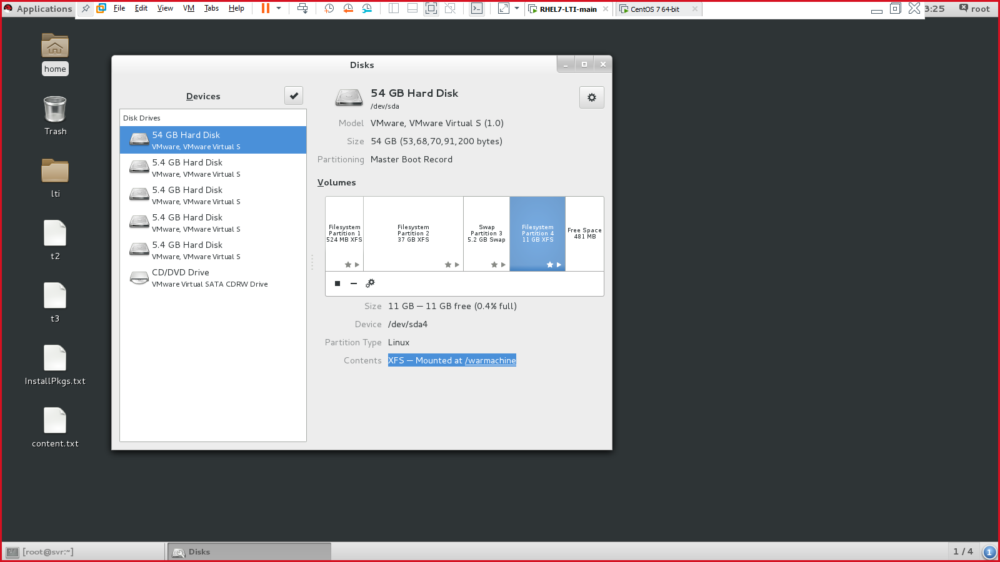 Applications
File Edit View VM Tabs Help
RHEL7-LTI-main
CentOS 7 64-bit
3:25
root
home
Trash
lti
t2
t3
InstallPkgs.txt
content.txt
Disks
Devices
Disk Drives
54 GB Hard Disk
VMware, VMware Virtual S
5.4 GB Hard Disk
VMware, VMware Virtual S
5.4 GB Hard Disk
VMware, VMware Virtual S
5.4 GB Hard Disk
VMware, VMware Virtual S
5.4 GB Hard Disk
VMware, VMware Virtual S
CD/DVD Drive
VMware Virtual SATA CDRW Drive
54 GB Hard Disk
/dev/sda
Model VMware, VMware Virtual S (1.0)
Size 54 GB (53,68,70,91,200 bytes)
Partitioning Master Boot Record
Volumes
Filesystem
Partition 1
524 MB XFS
Filesystem
Partition 2
37 GB XFS
Swap
Partition 3
5.2 GB Swap
Filesystem
Partition 4
11 GB XFS
Free Space
481 MB
Size 11 GB — 11 GB free (0.4% full)
Device /dev/sda4
Partition Type Linux
Contents XFS — Mounted at /warmachine
[root@svr:~]
Disks
1 / 4
1